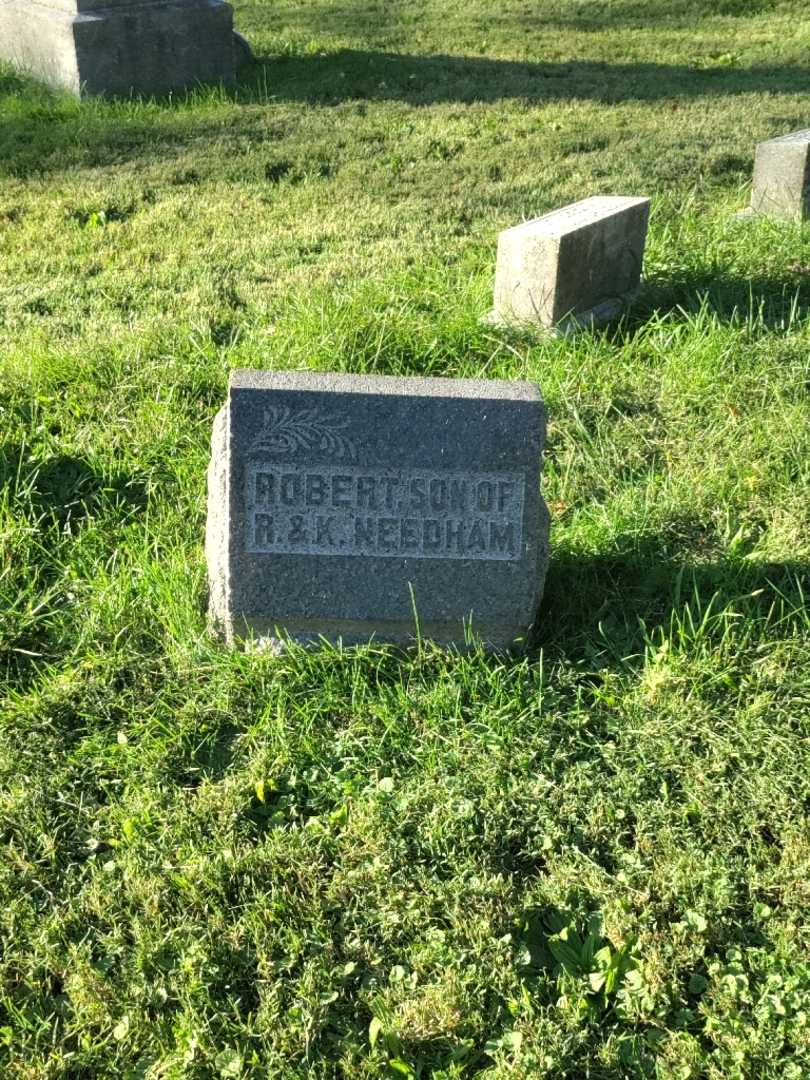 ROBERT, SON OF
R. & K. NEEDHAM